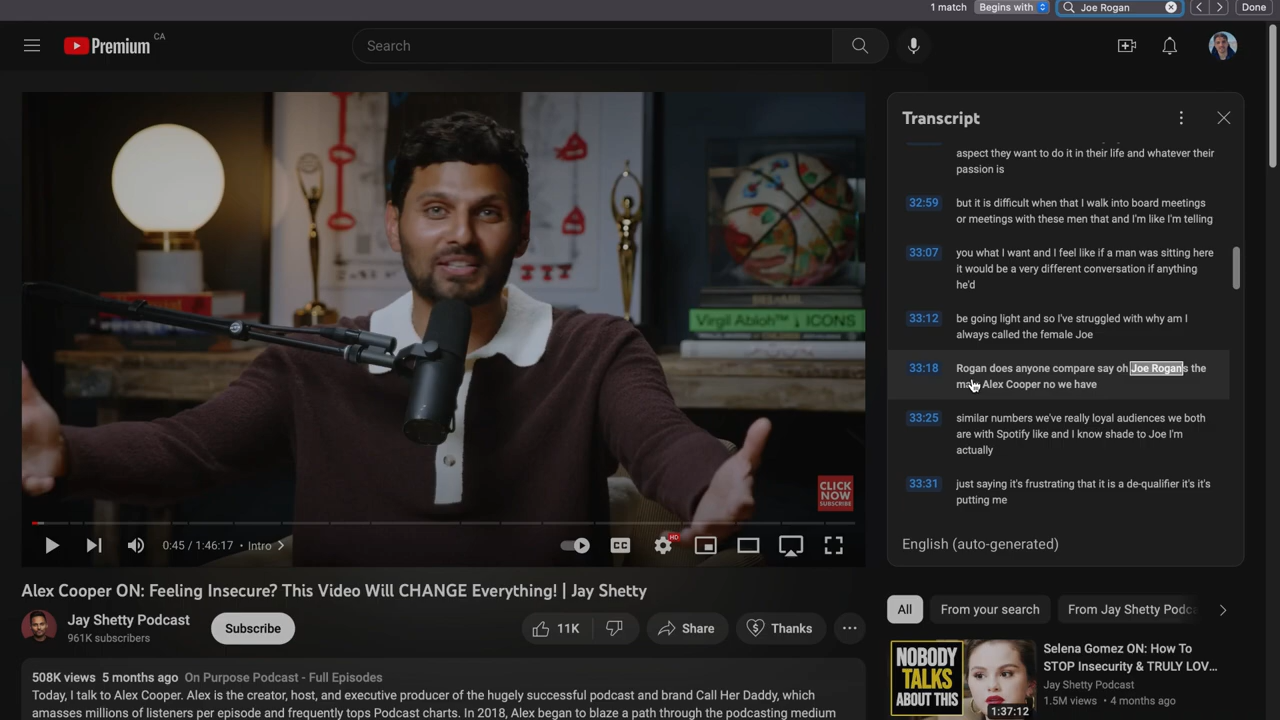 1 match
Begins with
Joe Rogan
Done
Premium CA
Search
Virgil Abloh™ ICONS
CLICK
NOW
SUBSCRIBE
0:45 / 1:46:17 • Intro
CC
HD
Transcript
aspect they want to do it in their life and whatever their
passion is
32:59
but it is difficult when that I walk into board meetings
or meetings with these men that and I'm like I'm telling
33:07
you what I want and I feel like if a man was sitting here
it would be a very different conversation if anything
he'd
33:12
be going light and so I've struggled with why am I
always called the female Joe
33:18
Rogan does anyone compare say oh Joe Rogan's the
Alex Cooper no we have
33:25
similar numbers we've really loyal audiences we both
are with Spotify like and I know shade to Joe I'm
actually
33:31
just saying it's frustrating that it is a de-qualifier it's it's
putting me
English (auto-generated)
Alex Cooper ON: Feeling Insecure? This Video Will CHANGE Everything! | Jay Shetty
Jay Shetty Podcast
961K subscribers
Subscribe
11K
Share
Thanks
508K views 5 months ago On Purpose Podcast - Full Episodes
Today, I talk to Alex Cooper. Alex is the creator, host, and executive producer of the hugely successful podcast and brand Call Her Daddy, which
amasses millions of listeners per episode and frequently tops Podcast charts. In 2018, Alex began to blaze a path through the podcasting medium
All
From your search
From Jay Shetty Podc
NOBODY
TALKS
ABOUT THIS
1:37:12
Selena Gomez ON: How To
STOP Insecurity & TRULY LOV...
Jay Shetty Podcast
1.5M views • 4 months ago